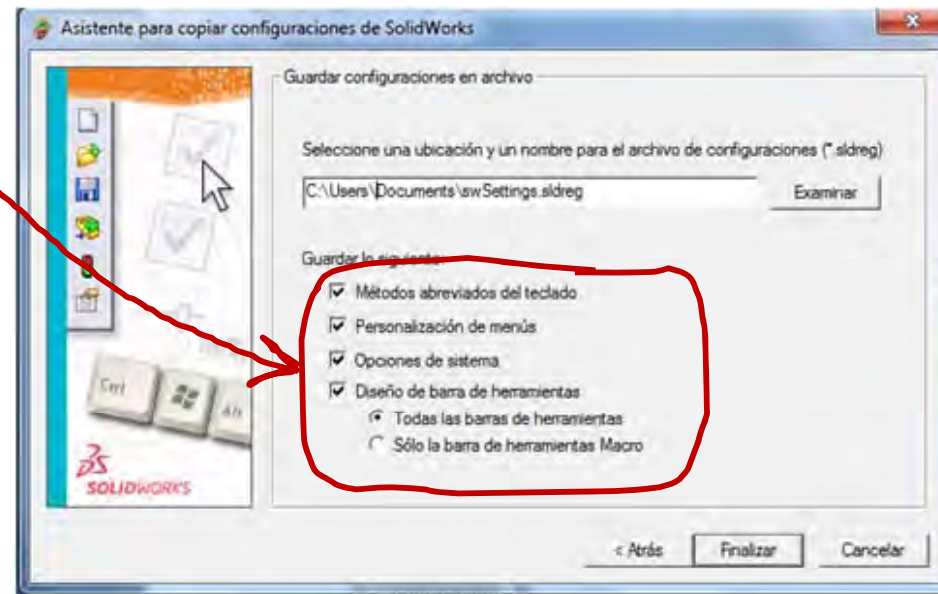 Asistente para copiar configuraciones de SolidWorks
Guardar configuraciones en archivo
Seleccione una ubicación y un nombre para el archivo de configuraciones (*.sldreg)
C:\Users\Documents\swSettings.sldreg
Examinar
Guardar lo siguiente:
Métodos abreviados del teclado
Personalización de menús
Opciones de sistema
Diseño de barra de herramientas
Todas las barras de herramientas
Sólo la barra de herramientas Macro
Ctrl
Alt
SOLIDWORKS
< Atrás
Finalizar
Cancelar